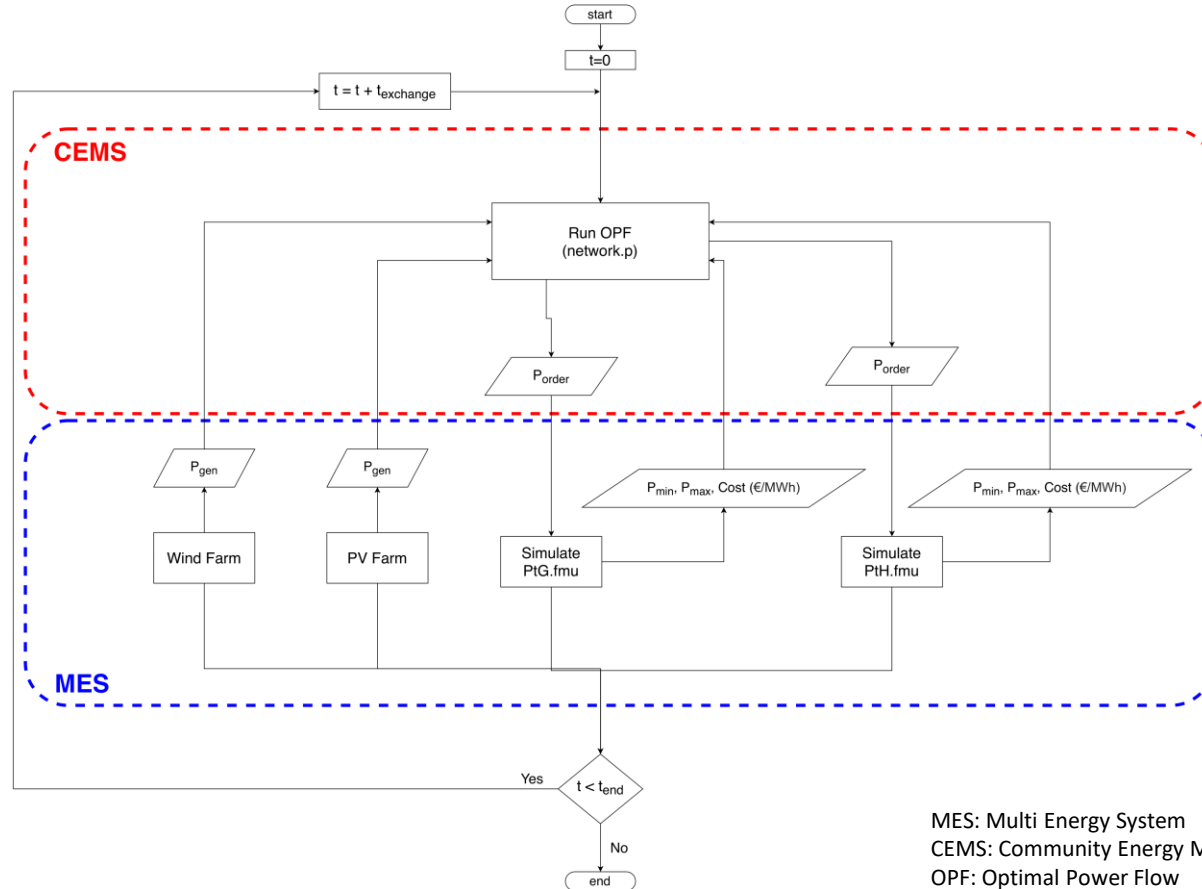 start
t=0
t = t + texchange
CEMS
Run OPF
(network.p)
Porder
Porder
Pgen
Pgen
Pmin, Pmax, Cost (€/MWh)
Pmin, Pmax, Cost (€/MWh)
Wind Farm
PV Farm
Simulate
PtG.fmu
Simulate
PtH.fmu
MES
Yes
t < tend
No
end
MES: Multi Energy System
CEMS: Community Energy M
OPF: Optimal Power Flow